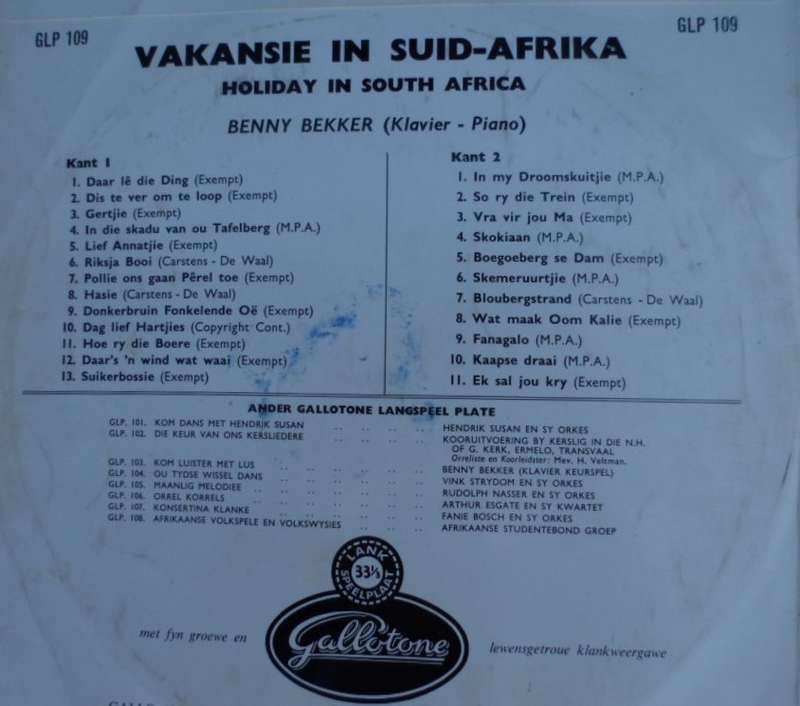 GLP 109
GLP 109
VAKANSIE IN SUID-AFRIKA
HOLIDAY IN SOUTH AFRICA
BENNY BEKKER (Klavier - Piano)
Kant 1
1. Daar lê die Ding (Exempt)
2. Dis te ver om te loop (Exempt)
3. Gertjie (Exempt)
4. In die skadu van ou Tafelberg (M.P.A.)
5. Lief Annatjie (Exempt)
6. Riksja Booi (Carstens - De Waal)
7. Pollie ons gaan Pêrel toe (Exempt)
8. Hasie (Carstens - De Waal)
9. Donkerbruin Fonkelende Oë (Exempt)
10. Dag lief Hartjies (Copyright Cont.)
11. Hoe ry die Boere (Exempt)
12. Daar's 'n wind wat waai (Exempt)
13. Suikerbossie (Exempt)
Kant 2
1. In my Droomskuitjie (M.P.A.)
2. So ry die Trein (Exempt)
3. Vra vir jou Ma (Exempt)
4. Skokiaan (M.P.A.)
5. Boegoeberg se Dam (Exempt)
6. Skemeruurtjie (M.P.A.)
7. Bloubergstrand (Carstens - De Waal)
8. Wat maak Oom Kalie (Exempt)
9. Fanagalo (M.P.A.)
10. Kaapse draai (M.P.A.)
11. Ek sal jou kry (Exempt)
ANDER GALLOTONE LANGSPEEL PLATE
GLP. 101. KOM DANS MET HENDRIK SUSAN .. .. .. .. HENDRIK SUSAN EN SY ORKES
GLP. 102. DIE KEUR VAN ONS KERSLIEDERE .. .. .. .. KOORUITVOERING BY KERSLIG IN DIE N.H.
OF G. KERK, ERMELO, TRANSVAAL
Orreliste en Koorleidster: Mev. H. Veltman.
GLP. 103. KOM LUISTER MET LUS .. .. .. .. BENNY BEKKER (KLAVIER KEURSPEL)
GLP. 104. OU TYDSE WISSEL DANS .. .. .. .. VINK STRYDOM EN SY ORKES
GLP. 105. MAANLIG MELODIEË .. .. .. .. RUDOLPH NASSER EN SY ORKES
GLP. 106. ORREL KORRELS .. .. .. .. ARTHUR ESGATE EN SY KWARTET
GLP. 107. KONSERTINA KLANKE .. .. .. .. FANIE BOSCH EN SY ORKES
GLP. 108. AFRIKAANSE VOLKSPELE EN VOLKSWYSIES .. .. .. AFRIKAANSE STUDENTEBOND GROEP
LANK
33⅓
SPEELPLAAT
met fyn groewe en
Gallotone
lewensgetroue klankweergawe